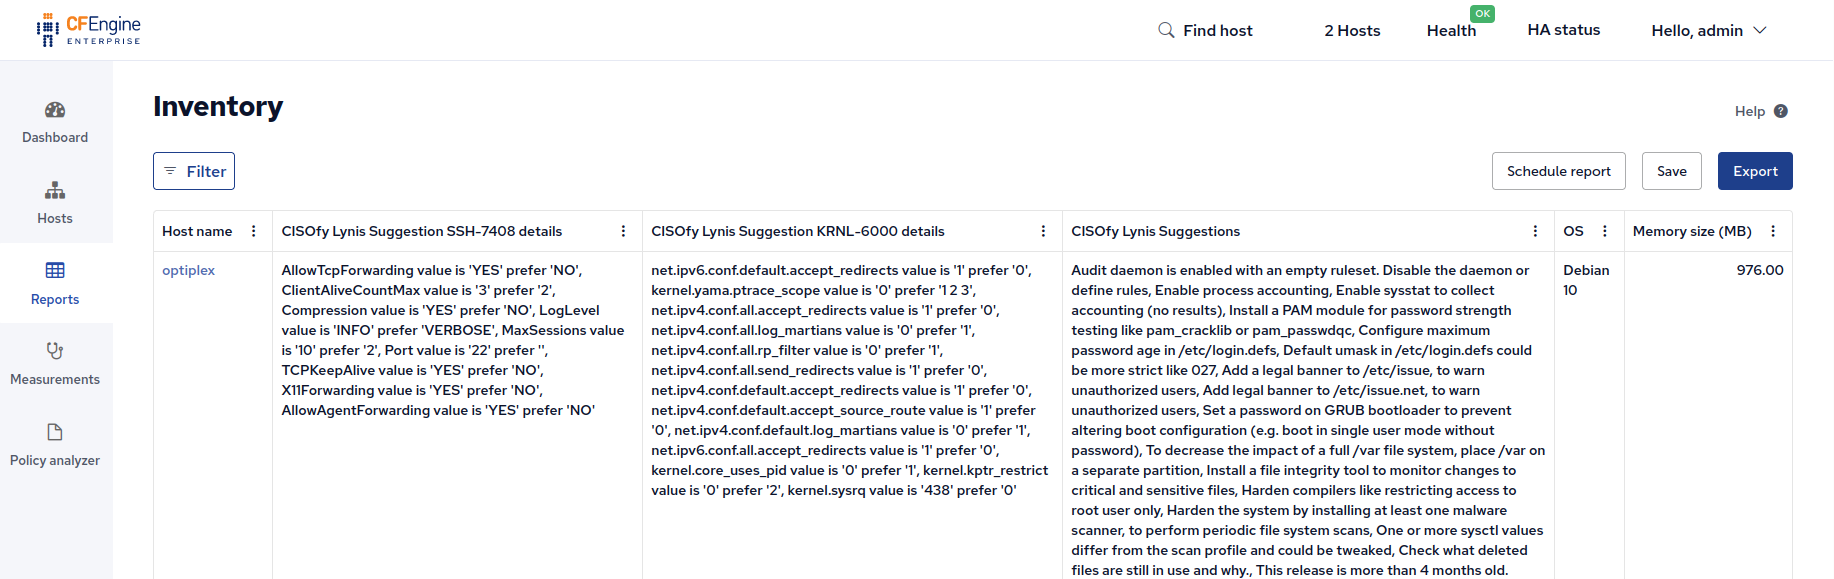 CFEngine
ENTERPRISE
Find host
2 Hosts
Health
OK
HA status
Hello, admin
Dashboard
Hosts
Reports
Measurements
Policy analyzer
Inventory
Help
Filter
Schedule report
Save
Export
Host name
CISOfy Lynis Suggestion SSH-7408 details
CISOfy Lynis Suggestion KRNL-6000 details
CISOfy Lynis Suggestions
OS
Memory size (MB)
optiplex
AllowTcpForwarding value is 'YES' prefer 'NO',
ClientAliveCountMax value is '3' prefer '2',
Compression value is 'YES' prefer 'NO', LogLevel
value is 'INFO' prefer 'VERBOSE', MaxSessions value
is '10' prefer '2', Port value is '22' prefer '',
TCPKeepAlive value is 'YES' prefer 'NO',
X11Forwarding value is 'YES' prefer 'NO',
AllowAgentForwarding value is 'YES' prefer 'NO'
net.ipv6.conf.default.accept_redirects value is '1' prefer '0',
kernel.yama.ptrace_scope value is '0' prefer '1 2 3',
net.ipv4.conf.all.accept_redirects value is '1' prefer '0',
net.ipv4.conf.all.log_martians value is '0' prefer '1',
net.ipv4.conf.all.rp_filter value is '0' prefer '1',
net.ipv4.conf.all.send_redirects value is '1' prefer '0',
net.ipv4.conf.default.accept_redirects value is '1' prefer '0',
net.ipv4.conf.default.accept_source_route value is '1' prefer
'0', net.ipv4.conf.default.log_martians value is '0' prefer '1',
net.ipv6.conf.all.accept_redirects value is '1' prefer '0',
kernel.core_uses_pid value is '0' prefer '1', kernel.kptr_restrict
value is '0' prefer '2', kernel.sysrq value is '438' prefer '0'
Audit daemon is enabled with an empty ruleset. Disable the daemon or
define rules, Enable process accounting, Enable sysstat to collect
accounting (no results), Install a PAM module for password strength
testing like pam_cracklib or pam_passwdqc, Configure maximum
password age in /etc/login.defs, Default umask in /etc/login.defs could
be more strict like 027, Add a legal banner to /etc/issue, to warn
unauthorized users, Add legal banner to /etc/issue.net, to warn
unauthorized users, Set a password on GRUB bootloader to prevent
altering boot configuration (e.g. boot in single user mode without
password), To decrease the impact of a full /var file system, place /var on
a separate partition, Install a file integrity tool to monitor changes to
critical and sensitive files, Harden compilers like restricting access to
root user only, Harden the system by installing at least one malware
scanner, to perform periodic file system scans, One or more sysctl values
differ from the scan profile and could be tweaked, Check what deleted
files are still in use and why., This release is more than 4 months old.
Debian
10
976.00